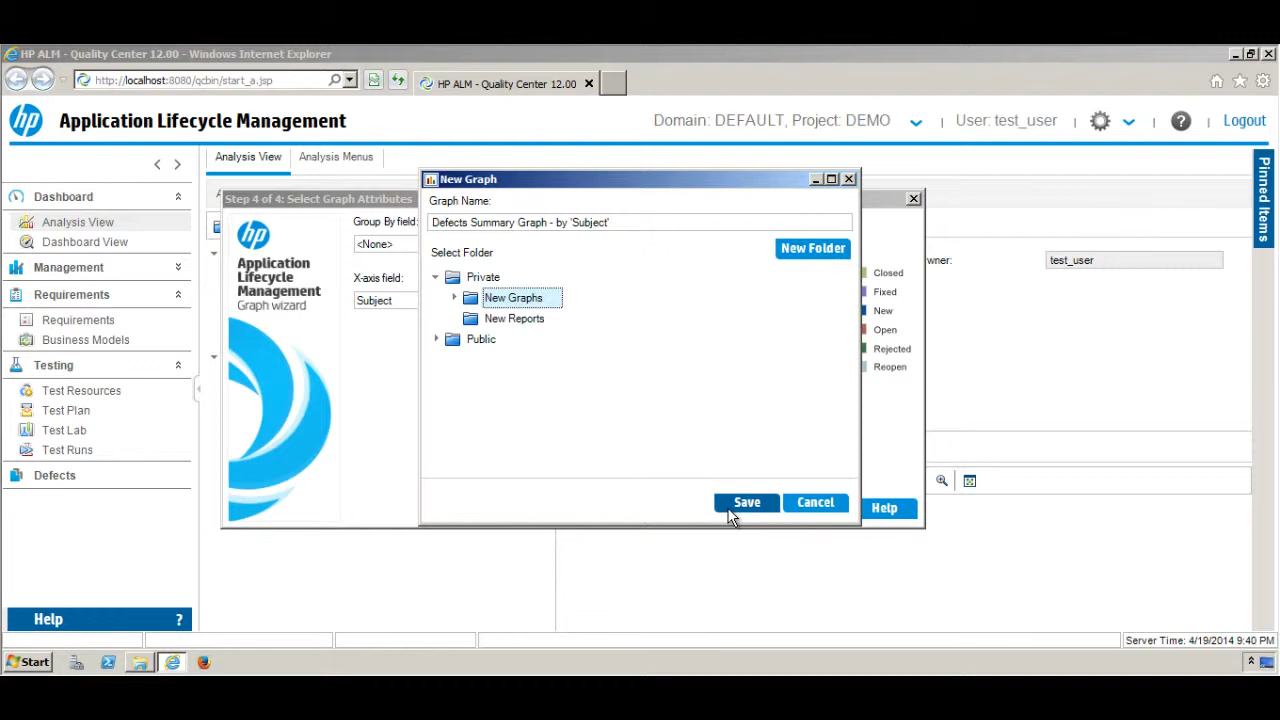 HP ALM - Quality Center 12.00 - Windows Internet Explorer
http://localhost:8080/qcbin/start_a.jsp
HP ALM - Quality Center 12.00
hp
Application Lifecycle Management
Domain: DEFAULT, Project: DEMO
User: test_user
?
Logout
Analysis View
Analysis Menus
Pinned Items
Dashboard
Analysis View
Dashboard View
Management
Requirements
Requirements
Business Models
Testing
Test Resources
Test Plan
Test Lab
Test Runs
Defects
Help ?
Step 4 of 4: Select Graph Attributes
hp
Application
Lifecycle
Management
Graph wizard
Group By field:
<None>
X-axis field:
Subject
New Graph
Graph Name:
Defects Summary Graph - by 'Subject'
Select Folder
New Folder
Private
New Graphs
New Reports
Public
Save
Cancel
Closed
Fixed
New
Open
Rejected
Reopen
Help
wner:
test_user
Server Time: 4/19/2014 9:40 PM
Start